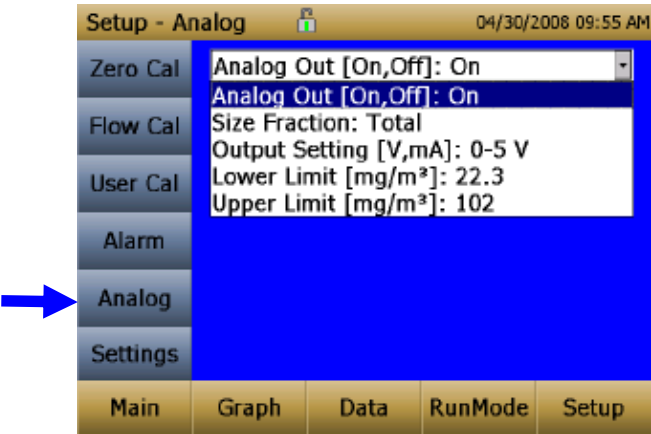 Setup - Analog 04/30/2008 09:55 AM
Zero Cal
Flow Cal
User Cal
Alarm
Analog
Settings
Analog Out [On,Off]: On
Analog Out [On,Off]: On
Size Fraction: Total
Output Setting [V,mA]: 0-5 V
Lower Limit [mg/m³]: 22.3
Upper Limit [mg/m³]: 102
Main Graph Data RunMode Setup